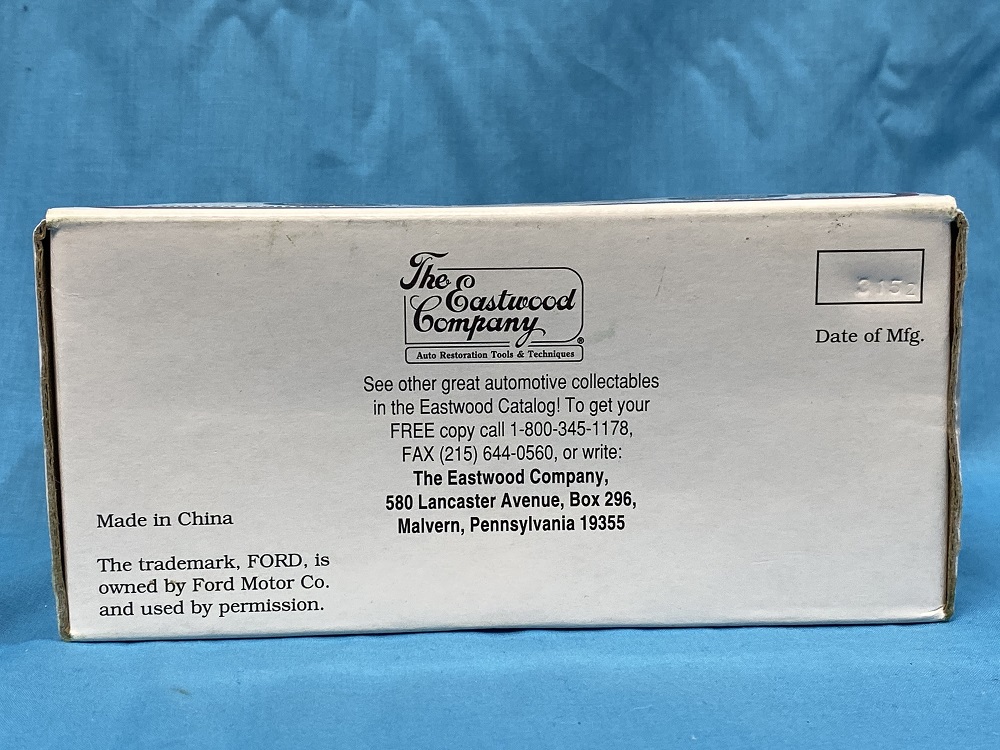 The Eastwood
Company
®
Auto Restoration Tools & Techniques
See other great automotive collectables
in the Eastwood Catalog! To get your
FREE copy call 1-800-345-1178,
FAX (215) 644-0560, or write:
The Eastwood Company,
580 Lancaster Avenue, Box 296,
Malvern, Pennsylvania 19355
Date of Mfg.
Made in China
The trademark, FORD, is
owned by Ford Motor Co.
and used by permission.